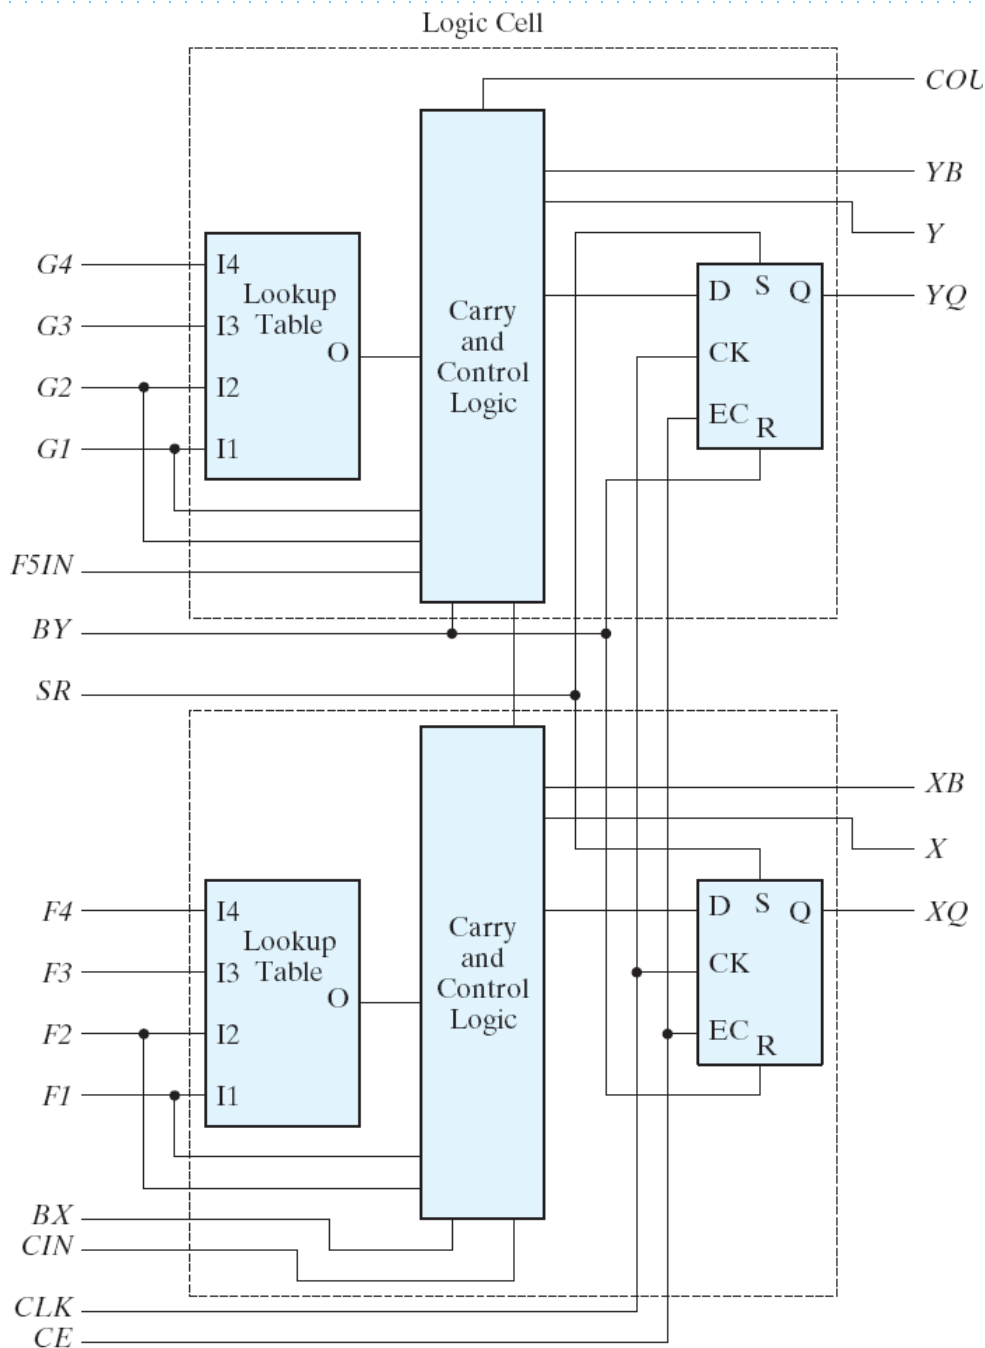 Logic Cell
COU
YB
Y
YQ
G4
G3
G2
G1
I4
Lookup
I3 Table
O
I2
I1
Carry
and
Control
Logic
D S Q
CK
EC
R
F5IN
BY
SR
XB
X
XQ
F4
F3
F2
F1
I4
Lookup
I3 Table
O
I2
I1
Carry
and
Control
Logic
D S Q
CK
EC
R
BX
CIN
CLK
CE